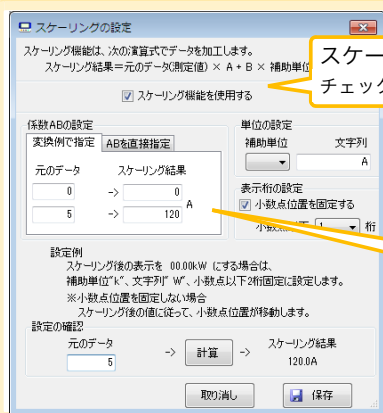 スケーリングの設定
スケーリング機能は、次の演算式でデータを加工します。
スケーリング結果＝元のデータ(測定値) × A + B × 補助単位
スケー
チェック
スケーリング機能を使用する
係数ABの設定
変換例で指定 ABを直接指定
元のデータ スケーリング結果
0 -> 0
A
5 -> 120
単位の設定
補助単位 文字列
A
表示桁の設定
小数点位置を固定する
1 桁
設定例
スケーリング後の表示を 00.00kW にする場合は、
補助単位"k"、文字列"W"、小数点以下2桁固定に設定します。
※小数点位置を固定しない場合
スケーリング後の値に従って、小数点位置が移動します。
設定の確認
元のデータ スケーリング結果
5 -> 計算 -> 120.0A
取り消し 保存